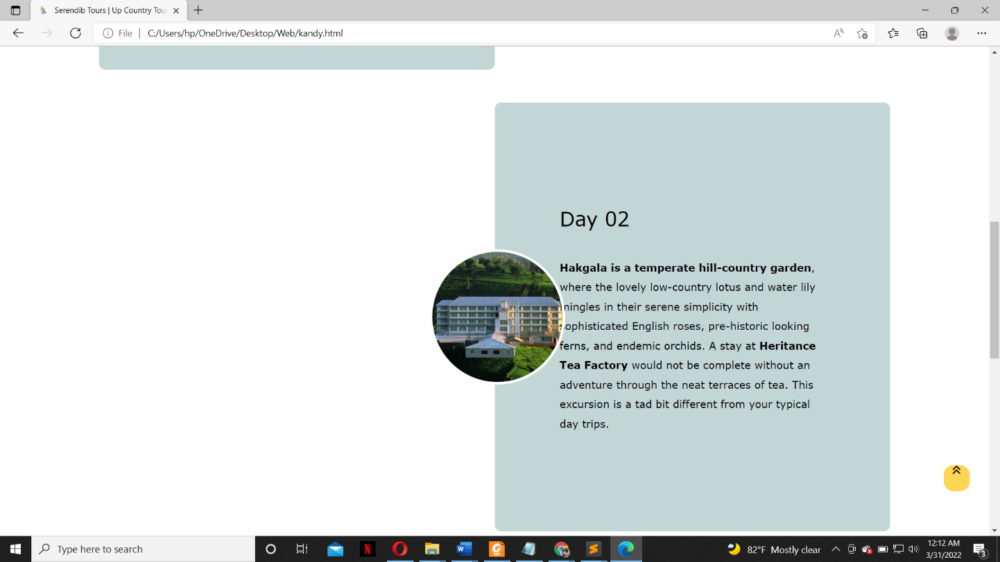 Serendib Tours | Up Country Tou
File
C:/Users/hp/OneDrive/Desktop/Web/kandy.html
Day 02
Hakgala is a temperate hill-country garden,
where the lovely low-country lotus and water lily
mingles in their serene simplicity with
sophisticated English roses, pre-historic looking
ferns, and endemic orchids. A stay at Heritance
Tea Factory would not be complete without an
adventure through the neat terraces of tea. This
excursion is a tad bit different from your typical
day trips.
Type here to search
82°F Mostly clear
12:12 AM
3/31/2022
3